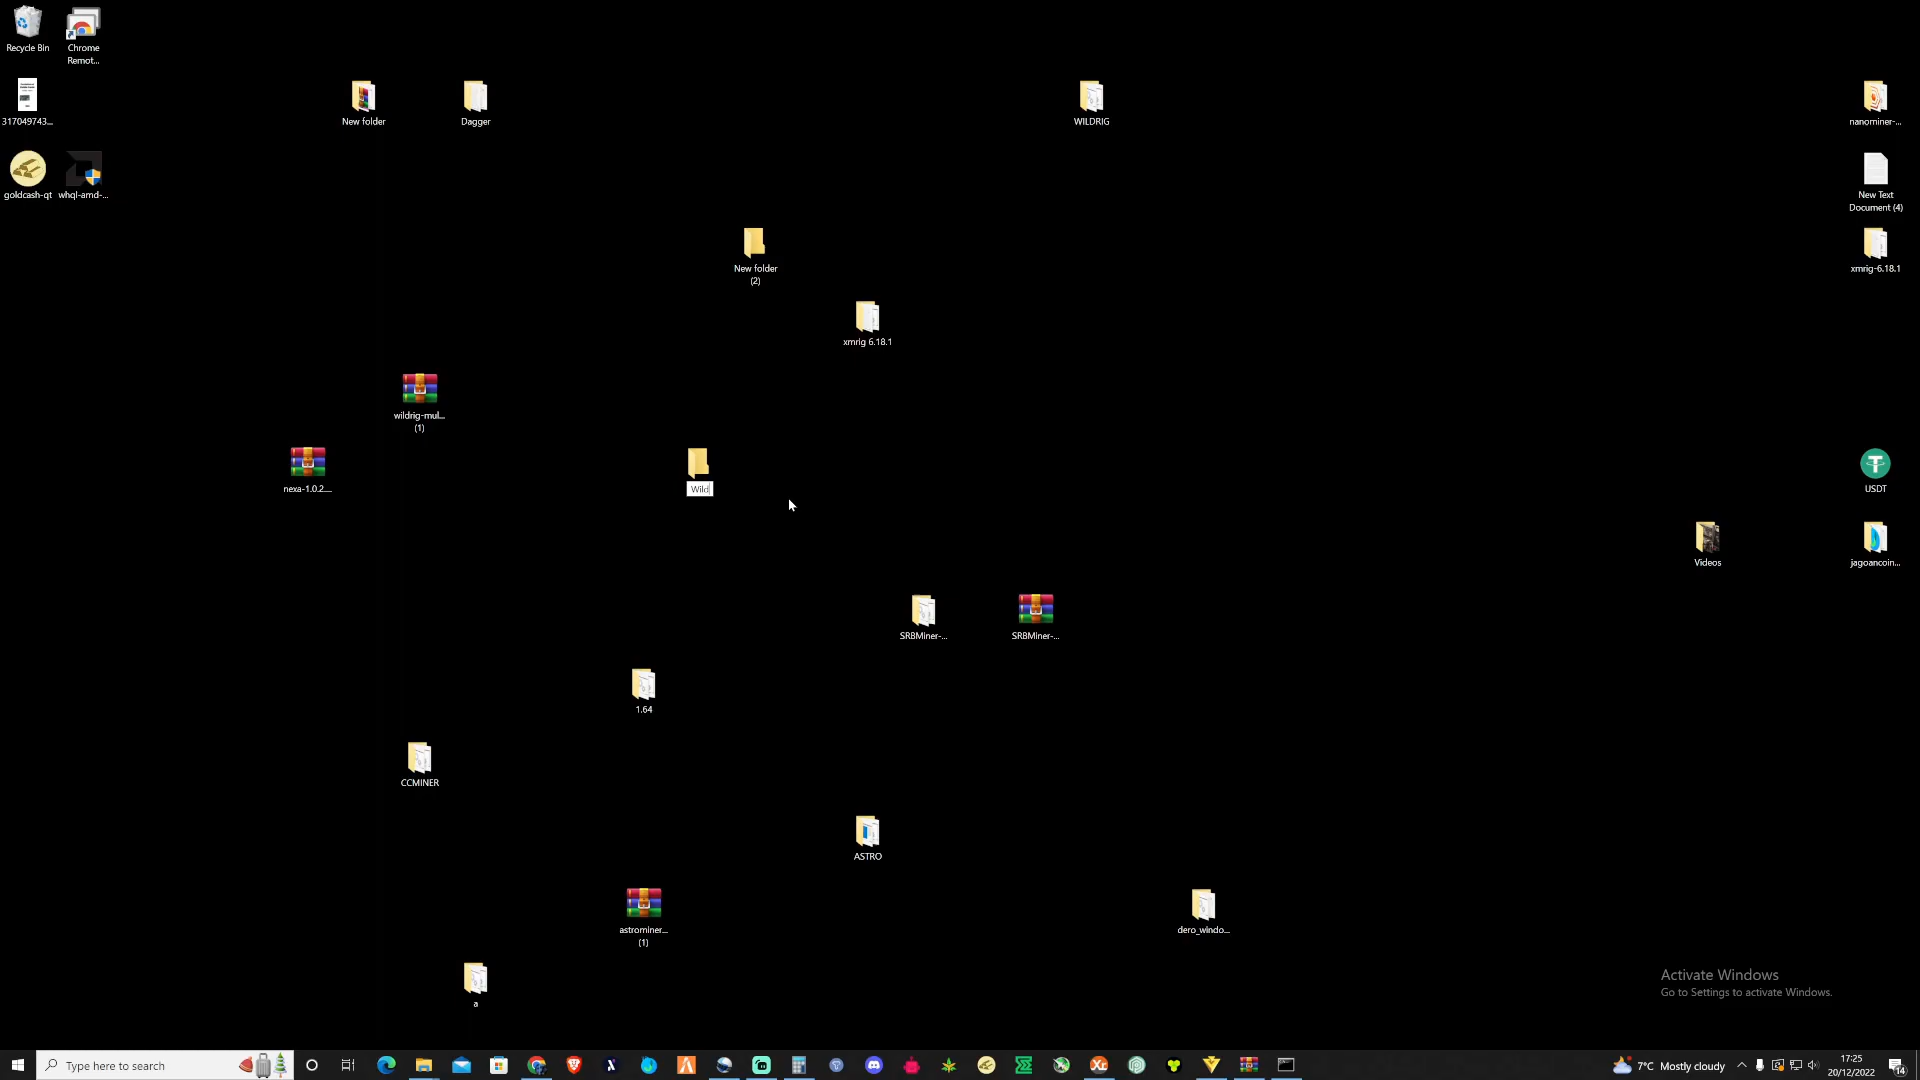 Recycle Bin
Chrome
Remot...
317049743...
New folder
Dagger
WILDRIG
nanominer-...
goldcash-qt
whql-amd-...
New Text
Document (4)
New folder
(2)
xmrig-6.18.1
xmrig 6.18.1
wildrig-mul...
(1)
nexa-1.0.2....
Wild
USDT
Videos
jagoancoin...
SRBMiner-...
SRBMiner-...
1.64
CCMINER
ASTRO
astrominer...
(1)
dero_windo...
a
Activate Windows
Go to Settings to activate Windows.
Type here to search
7°C Mostly cloudy
17:25
20/12/2022
14